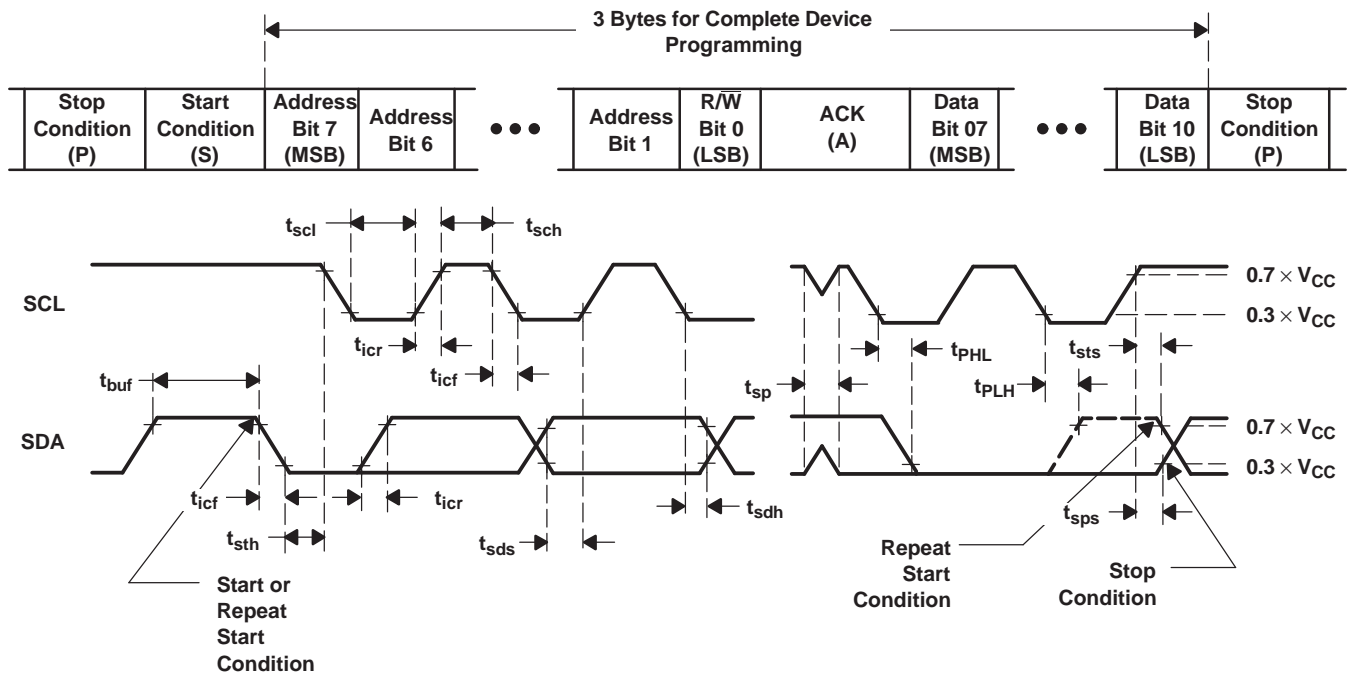 3 Bytes for Complete Device
Programming
Stop
Condition
(P)
Start
Condition
(S)
Address
Bit 7
(MSB)
Address
Bit 6
Address
Bit 1
R/W̅
Bit 0
(LSB)
ACK
(A)
Data
Bit 07
(MSB)
Data
Bit 10
(LSB)
Stop
Condition
(P)
tscl
tsch
SCL
0.7 × VCC
0.3 × VCC
ticr
ticf
tPHL
tsts
tbuf
tsp
tPLH
SDA
0.7 × VCC
0.3 × VCC
ticf
ticr
tsdh
tsth
tsds
tsps
Start or
Repeat
Start
Condition
Repeat
Start
Condition
Stop
Condition